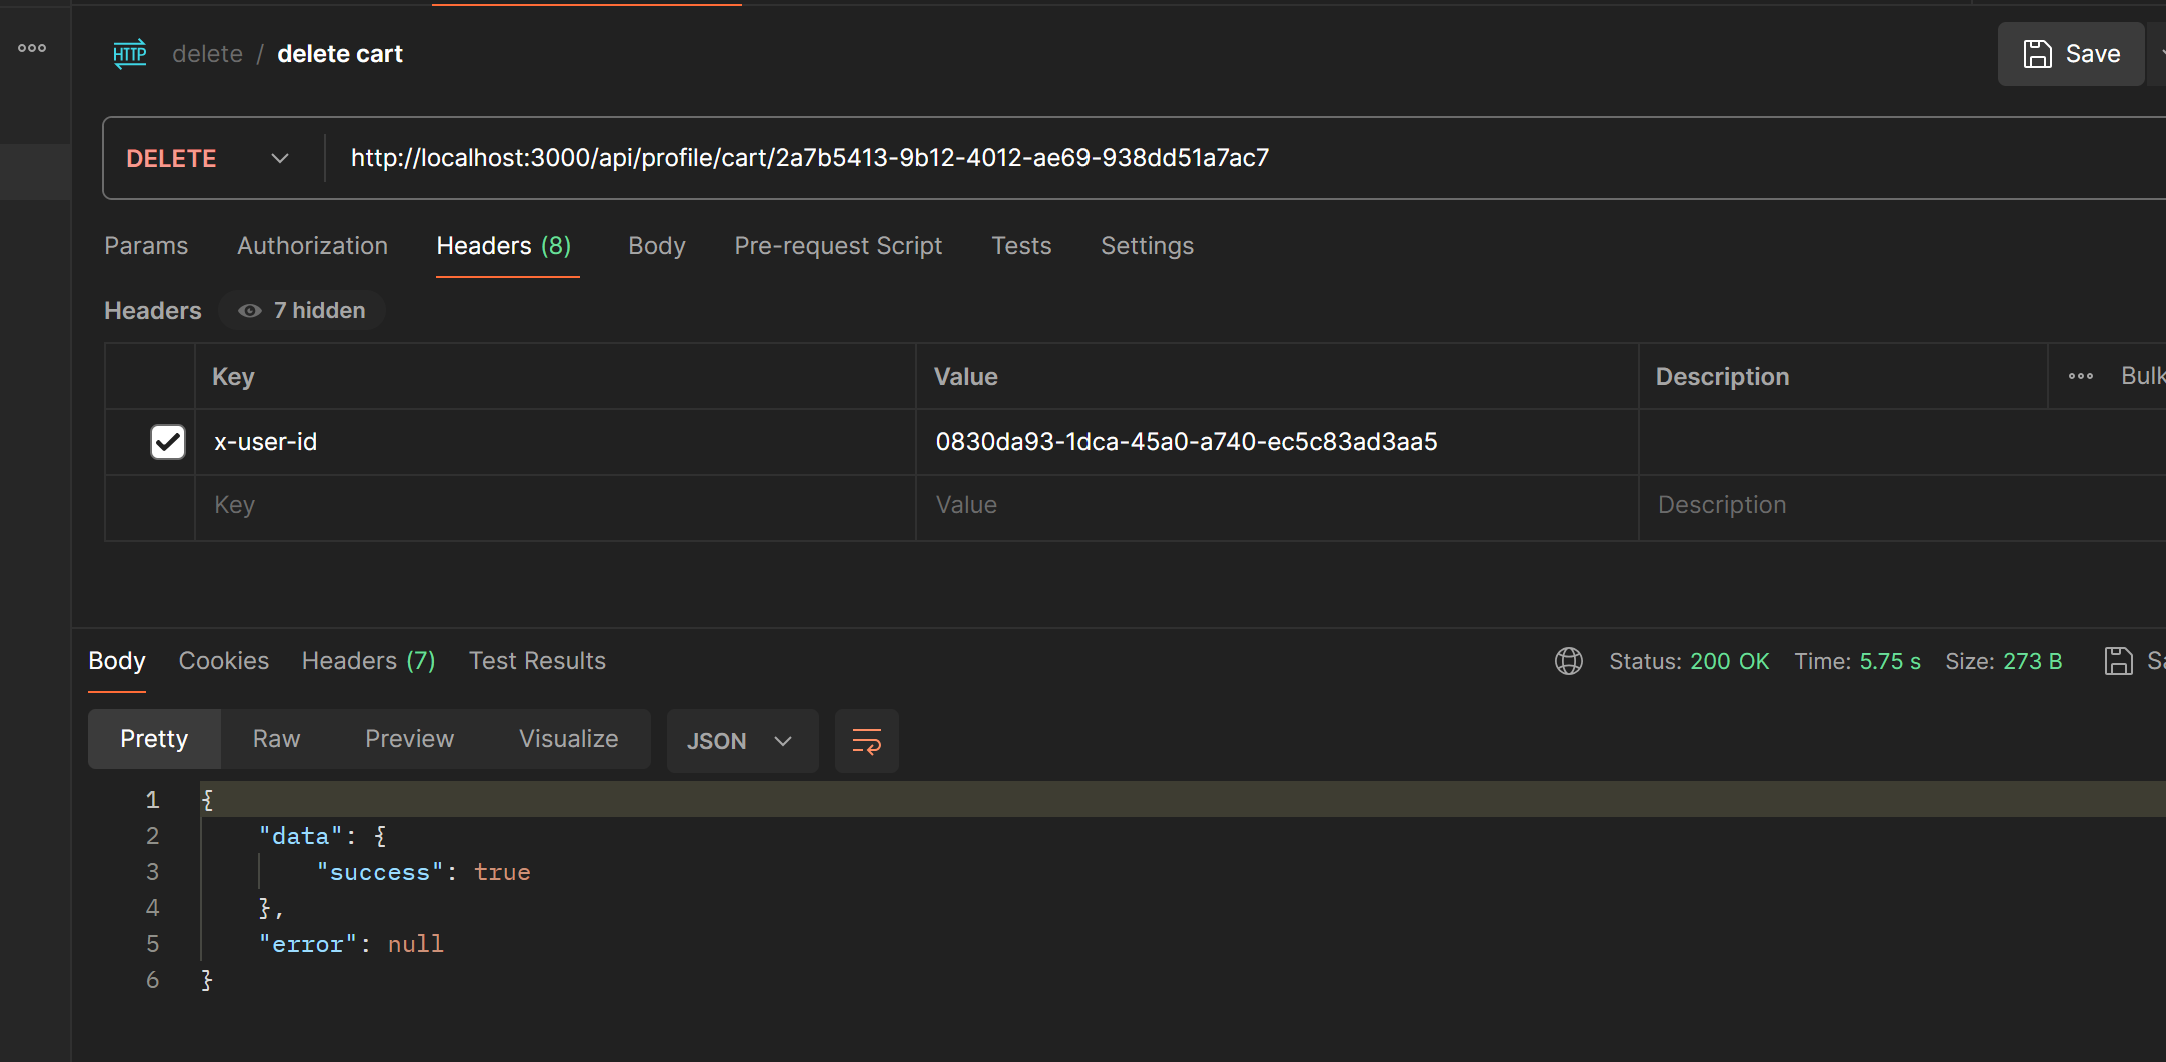 HTTP delete / delete cart
Save
DELETE http://localhost:3000/api/profile/cart/2a7b5413-9b12-4012-ae69-938dd51a7ac7
Params Authorization Headers (8) Body Pre-request Script Tests Settings
Headers 7 hidden
Key Value Description Bulk
x-user-id 0830da93-1dca-45a0-a740-ec5c83ad3aa5
Key Value Description
Body Cookies Headers (7) Test Results Status: 200 OK Time: 5.75 s Size: 273 B
Pretty Raw Preview Visualize JSON
1 {
2 "data": {
3 "success": true
4 },
5 "error": null
6 }